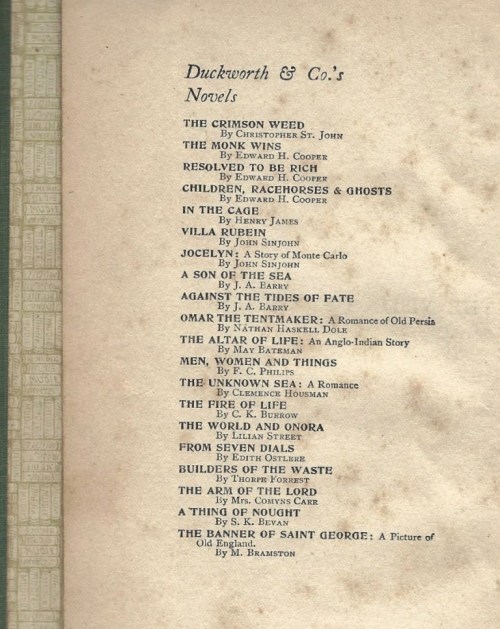 Duckworth & Co.'s
Novels
THE CRIMSON WEED
By CHRISTOPHER ST. JOHN
THE MONK WINS
By EDWARD H. COOPER
RESOLVED TO BE RICH
By EDWARD H. COOPER
CHILDREN, RACEHORSES & GHOSTS
By EDWARD H. COOPER
IN THE CAGE
By HENRY JAMES
VILLA RUBEIN
By JOHN SINJOHN
JOCELYN: A Story of Monte Carlo
By JOHN SINJOHN
A SON OF THE SEA
By J. A. BARRY
AGAINST THE TIDES OF FATE
By J. A. BARRY
OMAR THE TENTMAKER: A Romance of Old Persia
By NATHAN HASKELL DOLE
THE ALTAR OF LIFE: An Anglo-Indian Story
By MAY BATEMAN
MEN, WOMEN AND THINGS
By F. C. PHILIPS
THE UNKNOWN SEA: A Romance
By CLEMENCE HOUSMAN
THE FIRE OF LIFE
By C. K. BURROW
THE WORLD AND ONORA
By LILIAN STREET
FROM SEVEN DIALS
By EDITH OSTLERE
BUILDERS OF THE WASTE
By THORPE FORREST
THE ARM OF THE LORD
By MRS. COMYNS CARR
A THING OF NOUGHT
By S. K. BEVAN
THE BANNER OF SAINT GEORGE: A Picture of
Old England.
By M. BRAMSTON